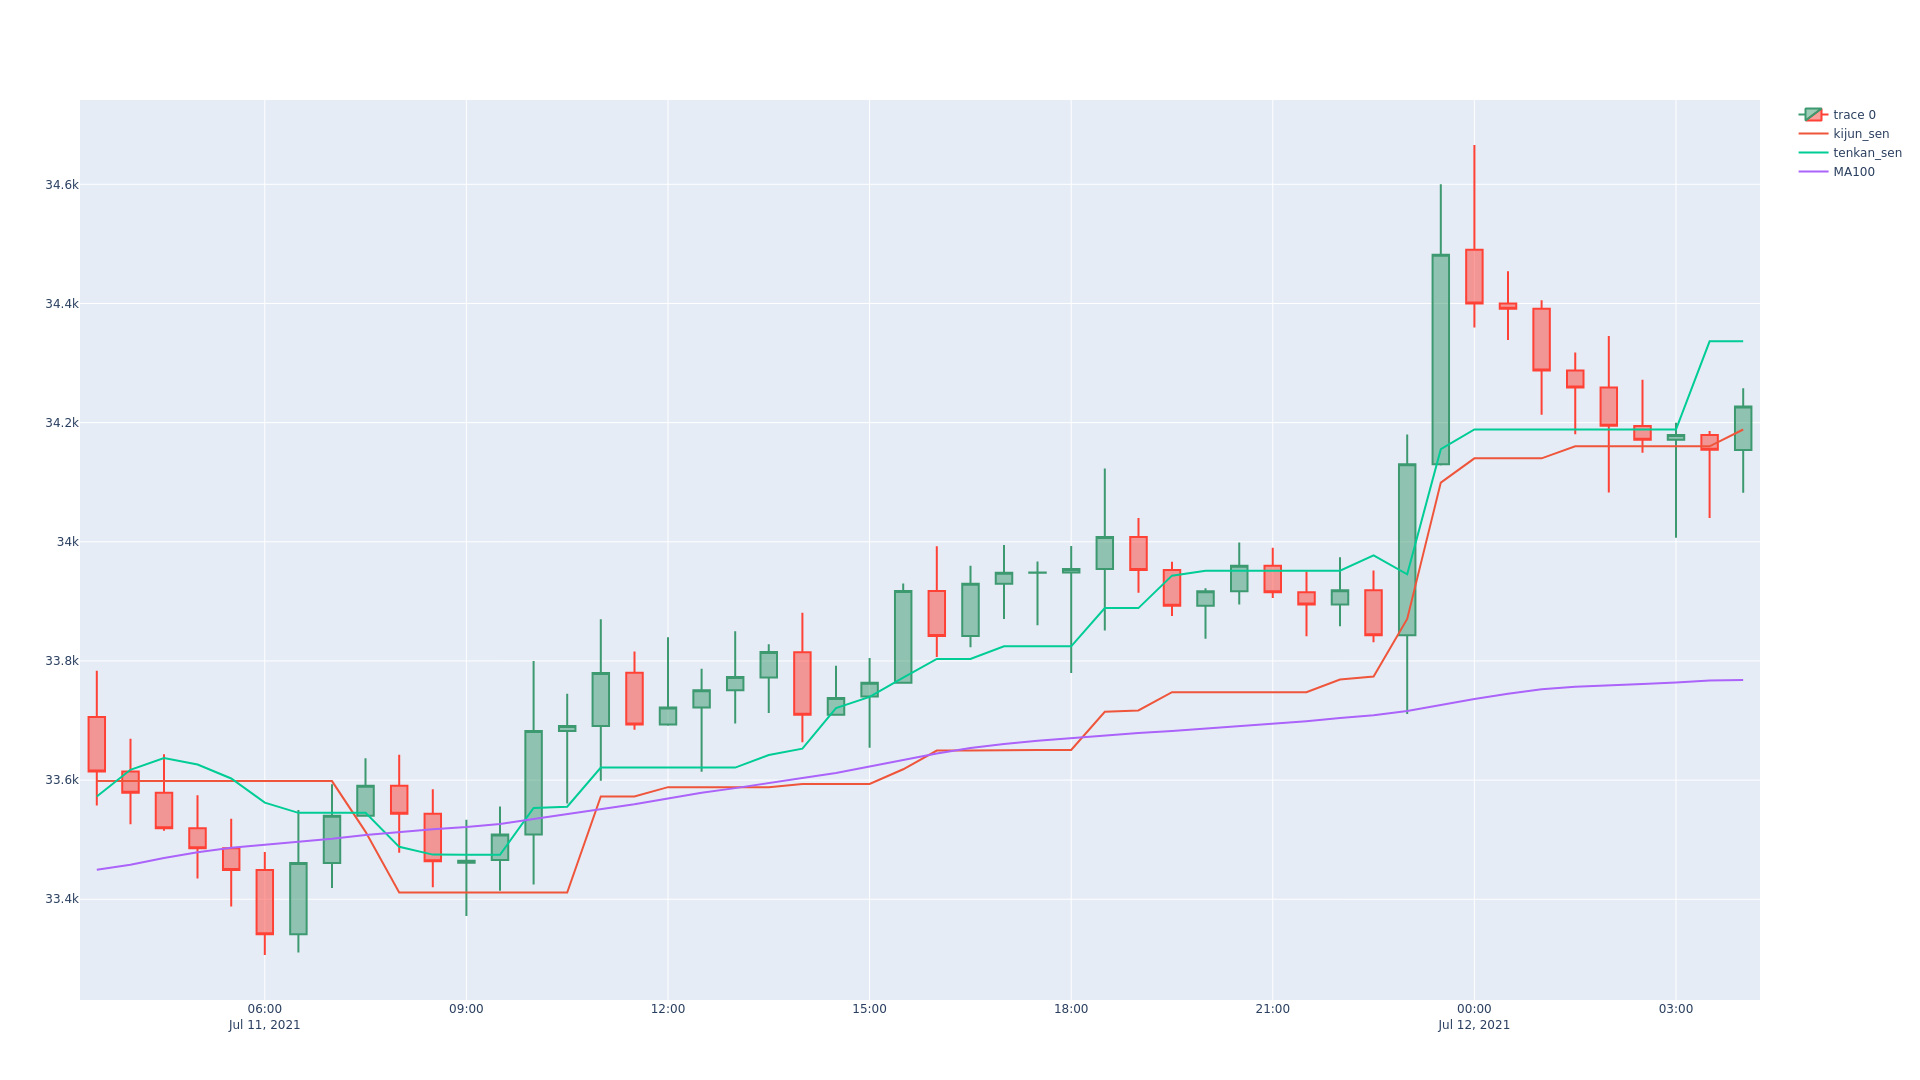 trace 0
kijun_sen
tenkan_sen
MA100
34.6k
34.4k
34.2k
34k
33.8k
33.6k
33.4k
06:00 09:00 12:00 15:00 18:00 21:00 00:00 03:00
Jul 11, 2021 Jul 12, 2021